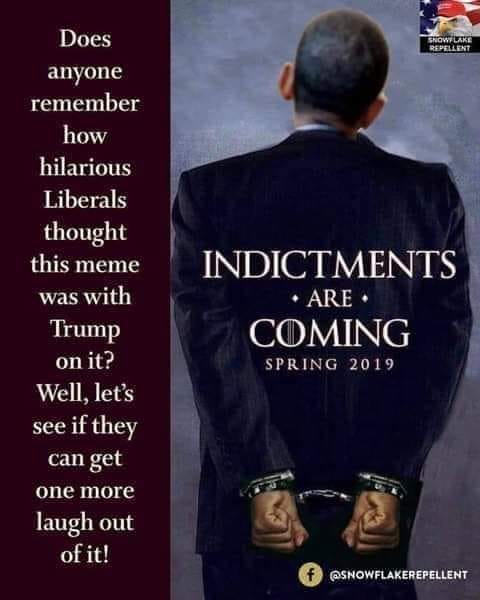 Does
anyone
remember
how
hilarious
Liberals
thought
this meme
was with
Trump
on it?
Well, let's
see if they
can get
one more
laugh out
of it!
SNOWFLAKE
REPELLENT
INDICTMENTS
• ARE •
COMING
SPRING 2019
f @SNOWFLAKEREPELLENT